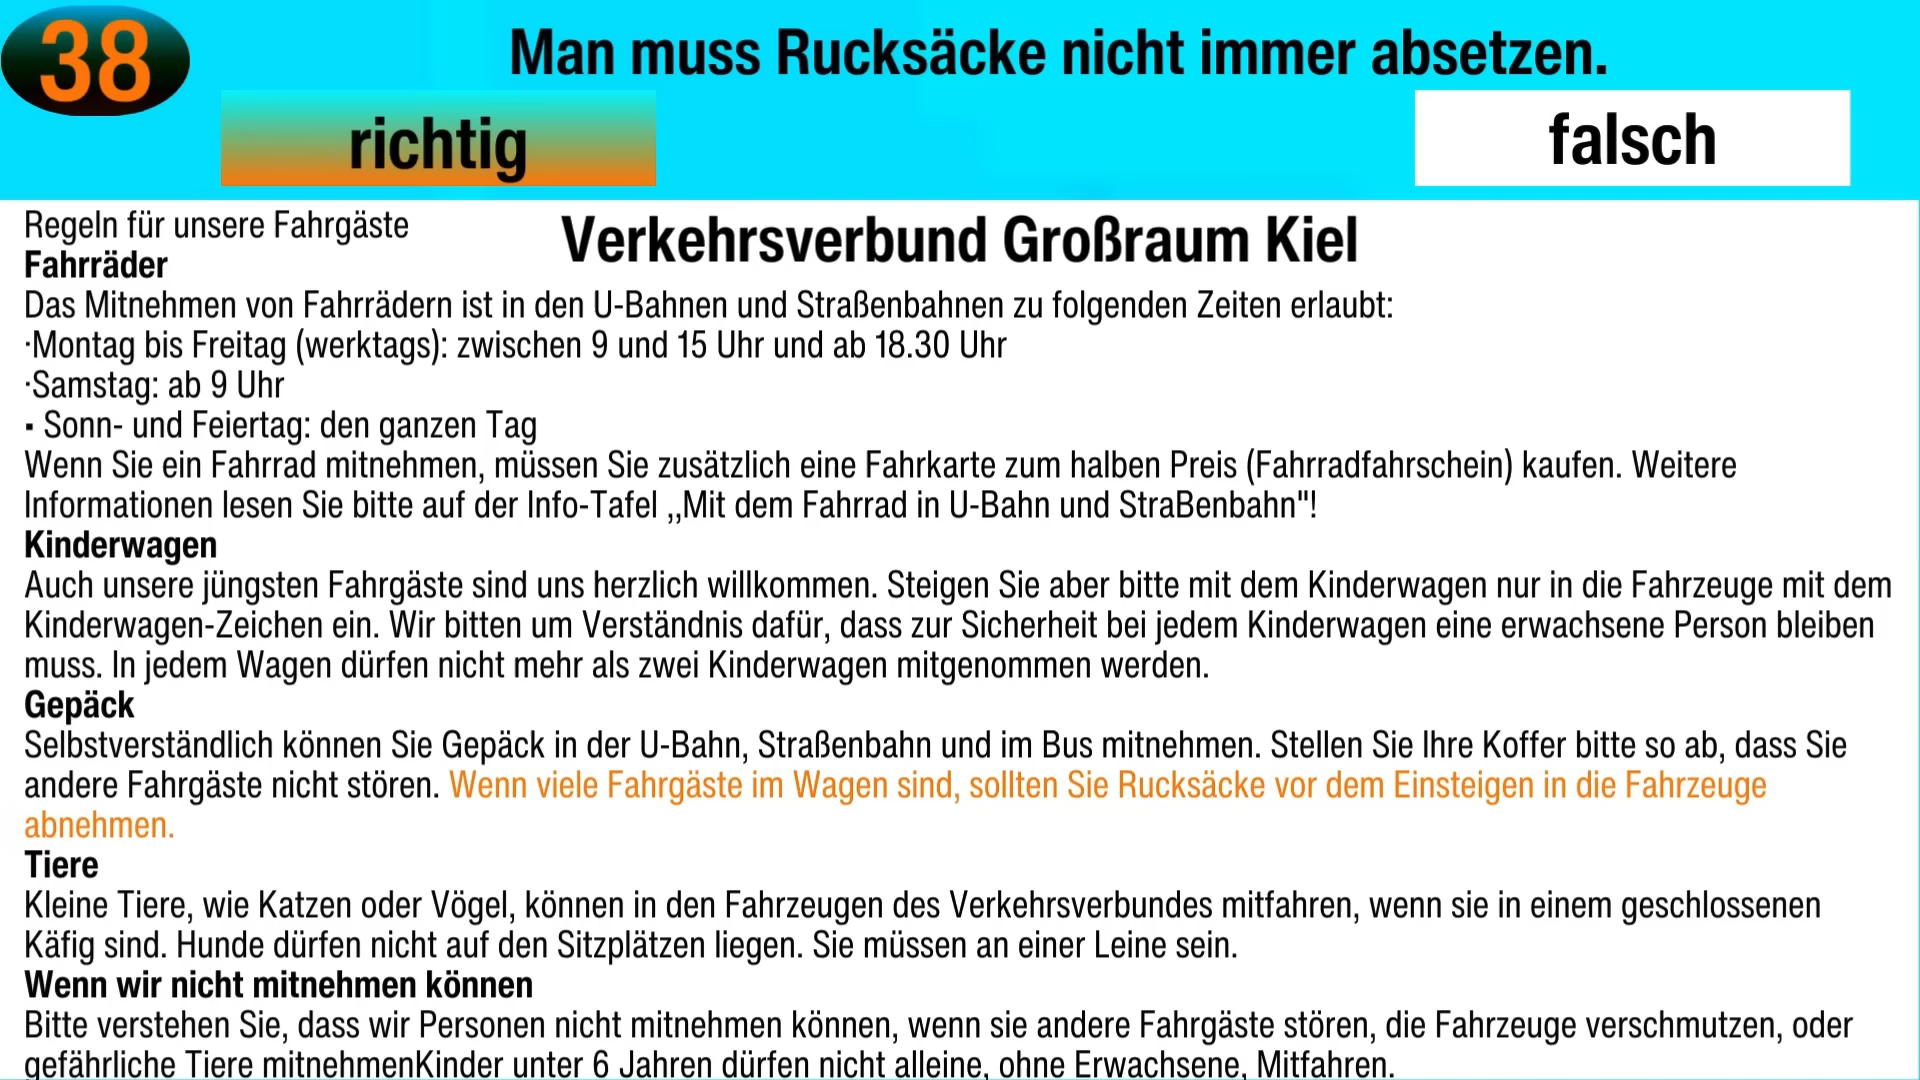 38
Man muss Rucksäcke nicht immer absetzen.
richtig
falsch
Regeln für unsere Fahrgäste
Verkehrsverbund Großraum Kiel
Fahrräder
Das Mitnehmen von Fahrrädern ist in den U-Bahnen und Straßenbahnen zu folgenden Zeiten erlaubt:
·Montag bis Freitag (werktags): zwischen 9 und 15 Uhr und ab 18.30 Uhr
·Samstag: ab 9 Uhr
▪ Sonn- und Feiertag: den ganzen Tag
Wenn Sie ein Fahrrad mitnehmen, müssen Sie zusätzlich eine Fahrkarte zum halben Preis (Fahrradfahrschein) kaufen. Weitere
Informationen lesen Sie bitte auf der Info-Tafel ,,Mit dem Fahrrad in U-Bahn und StraBenbahn"!
Kinderwagen
Auch unsere jüngsten Fahrgäste sind uns herzlich willkommen. Steigen Sie aber bitte mit dem Kinderwagen nur in die Fahrzeuge mit dem
Kinderwagen-Zeichen ein. Wir bitten um Verständnis dafür, dass zur Sicherheit bei jedem Kinderwagen eine erwachsene Person bleiben
muss. In jedem Wagen dürfen nicht mehr als zwei Kinderwagen mitgenommen werden.
Gepäck
Selbstverständlich können Sie Gepäck in der U-Bahn, Straßenbahn und im Bus mitnehmen. Stellen Sie Ihre Koffer bitte so ab, dass Sie
andere Fahrgäste nicht stören. Wenn viele Fahrgäste im Wagen sind, sollten Sie Rucksäcke vor dem Einsteigen in die Fahrzeuge
abnehmen.
Tiere
Kleine Tiere, wie Katzen oder Vögel, können in den Fahrzeugen des Verkehrsverbundes mitfahren, wenn sie in einem geschlossenen
Käfig sind. Hunde dürfen nicht auf den Sitzplätzen liegen. Sie müssen an einer Leine sein.
Wenn wir nicht mitnehmen können
Bitte verstehen Sie, dass wir Personen nicht mitnehmen können, wenn sie andere Fahrgäste stören, die Fahrzeuge verschmutzen, oder
gefährliche Tiere mitnehmenKinder unter 6 Jahren dürfen nicht alleine, ohne Erwachsene, Mitfahren.